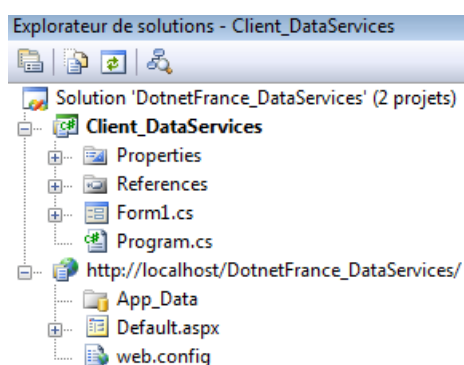 Explorateur de solutions - Client_DataServices
Solution 'DotnetFrance_DataServices' (2 projets)
Client_DataServices
Properties
References
Form1.cs
Program.cs
http://localhost/DotnetFrance_DataServices/
App_Data
Default.aspx
web.config